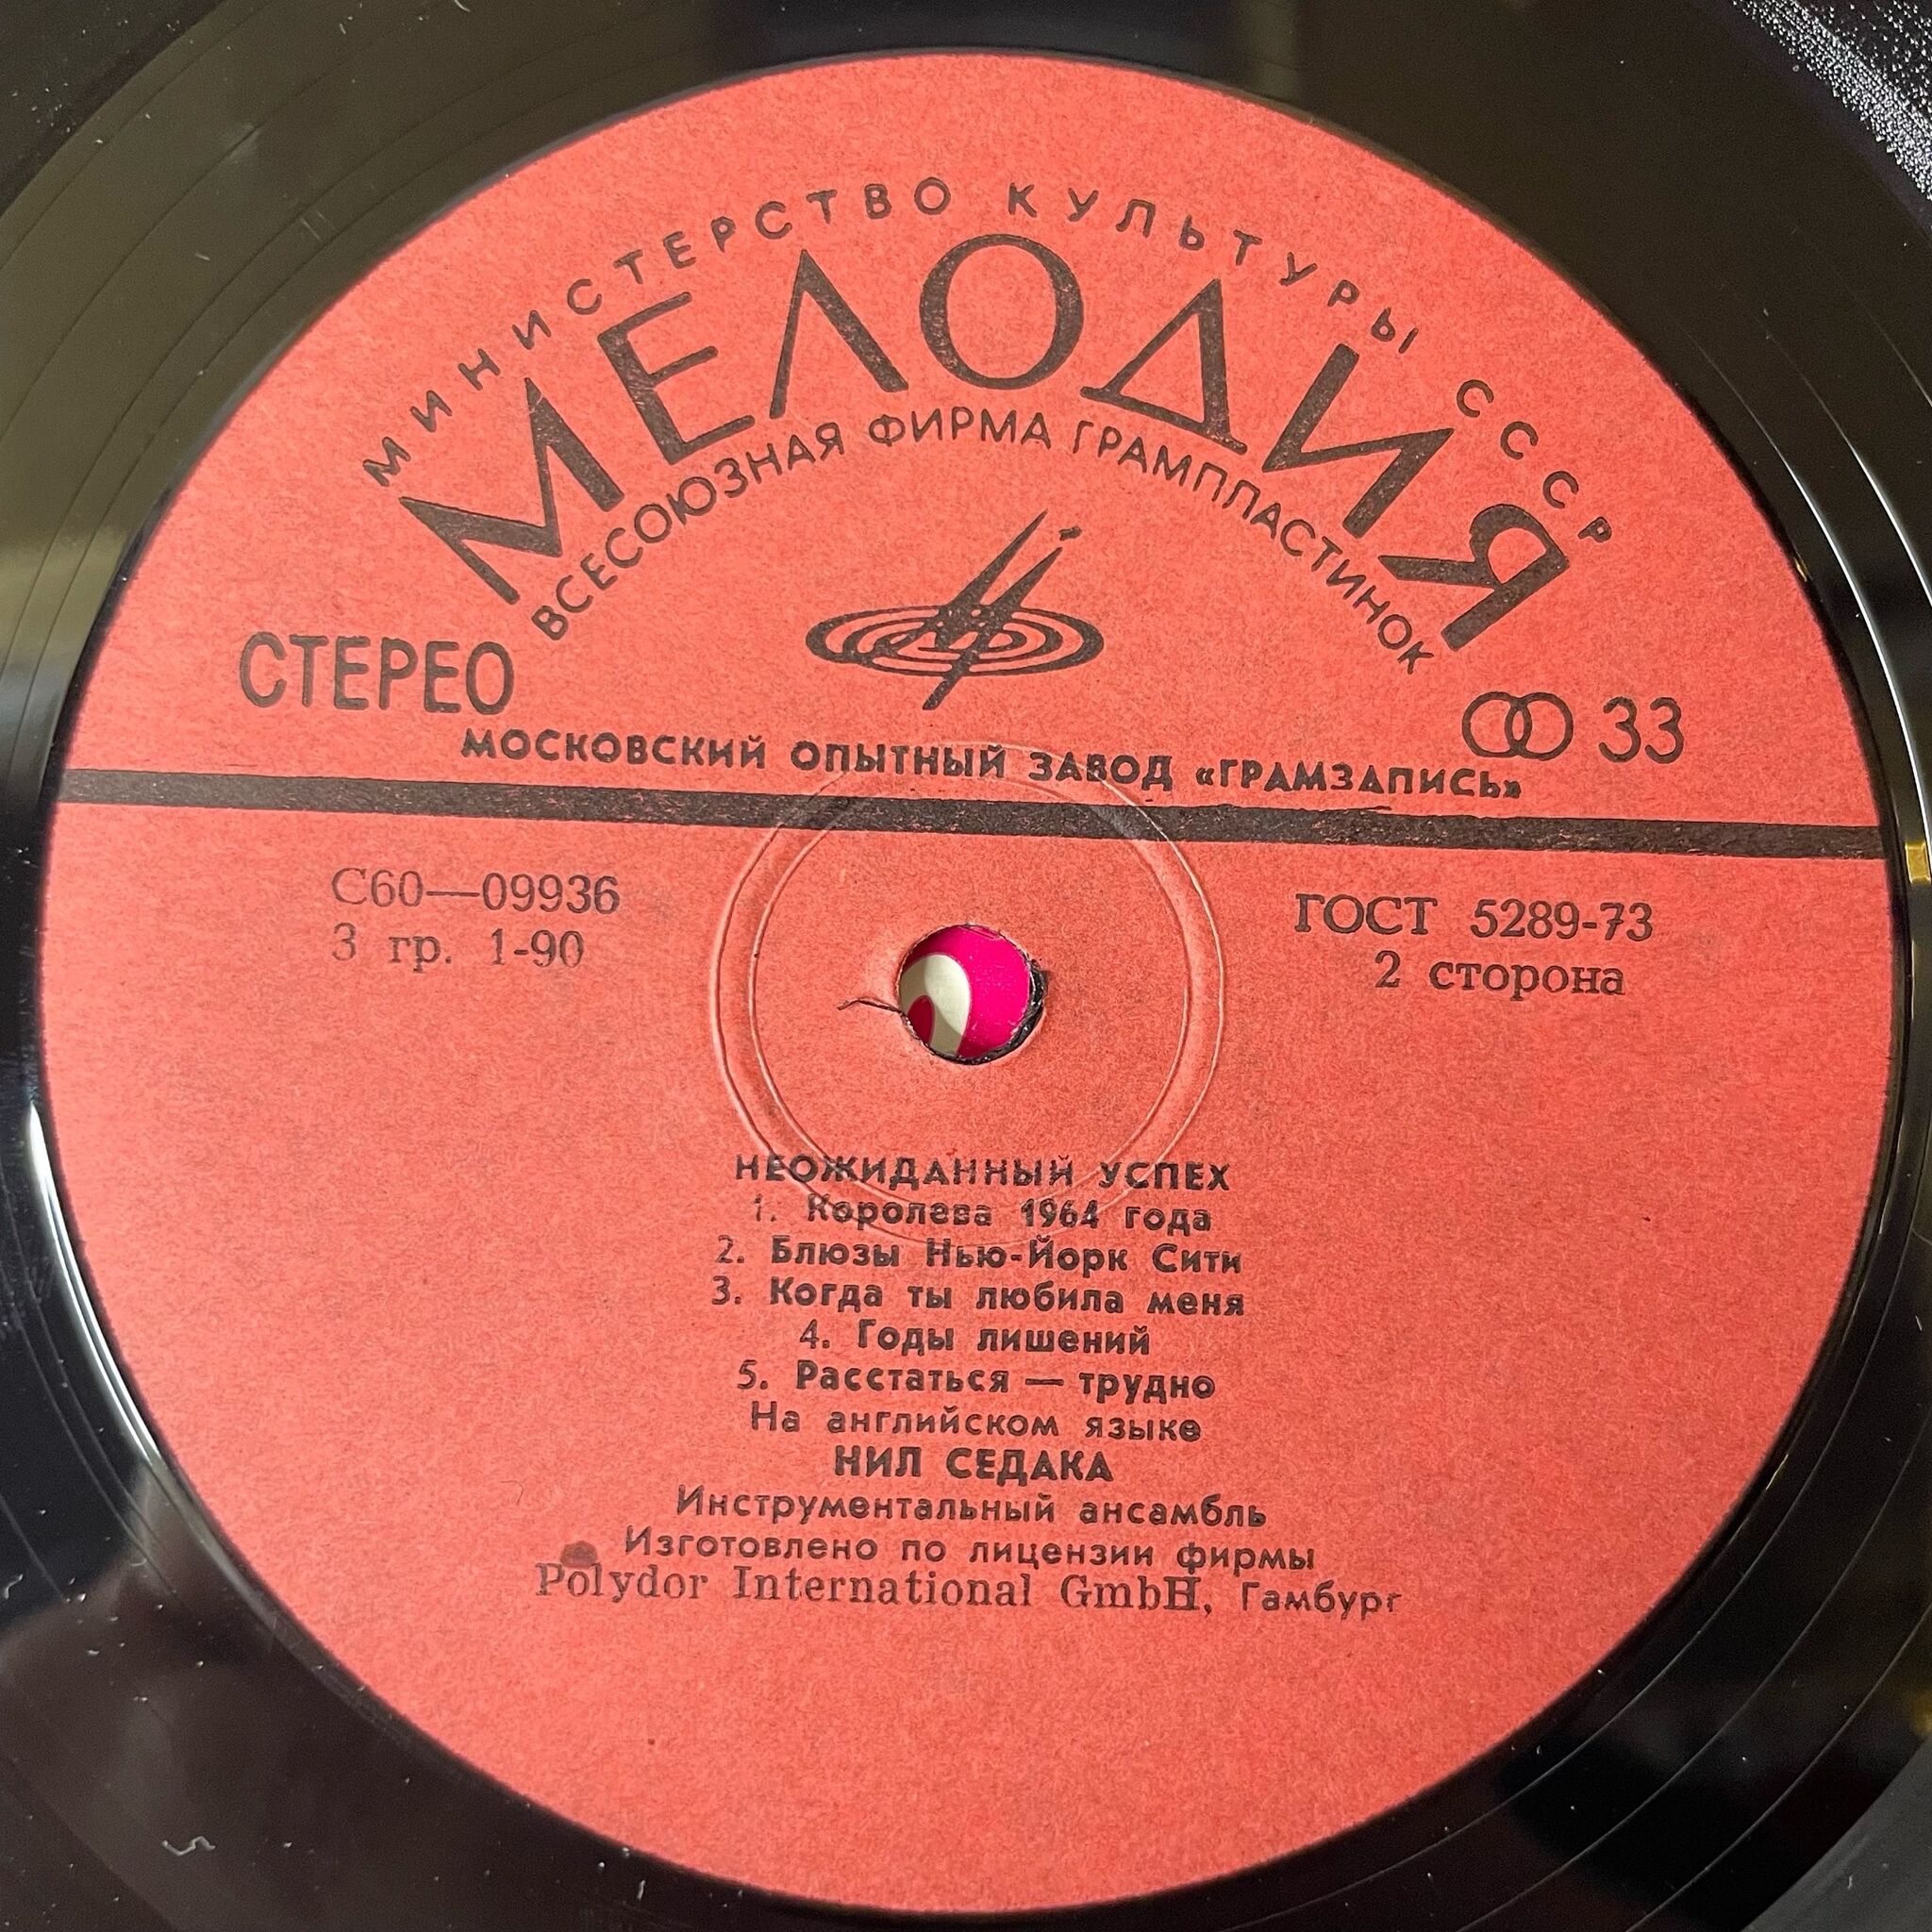 МИНИСТЕРСТВО КУЛЬТУРЫ СССР
МЕЛОДИЯ
ВСЕСОЮЗНАЯ ФИРМА ГРАМПЛАСТИНОК
СТЕРЕО
33
МОСКОВСКИЙ ОПЫТНЫЙ ЗАВОД «ГРАМЗАПИСЬ»
С60—09936
3 гр. 1-90
ГОСТ 5289-73
2 сторона
НЕОЖИДАННЫЙ УСПЕХ
1. Королева 1964 года
2. Блюзы Нью-Йорк Сити
3. Когда ты любила меня
4. Годы лишений
5. Расстаться — трудно
На английском языке
НИЛ СЕДАКА
Инструментальный ансамбль
Изготовлено по лицензии фирмы
Polydor International GmbH, Гамбург